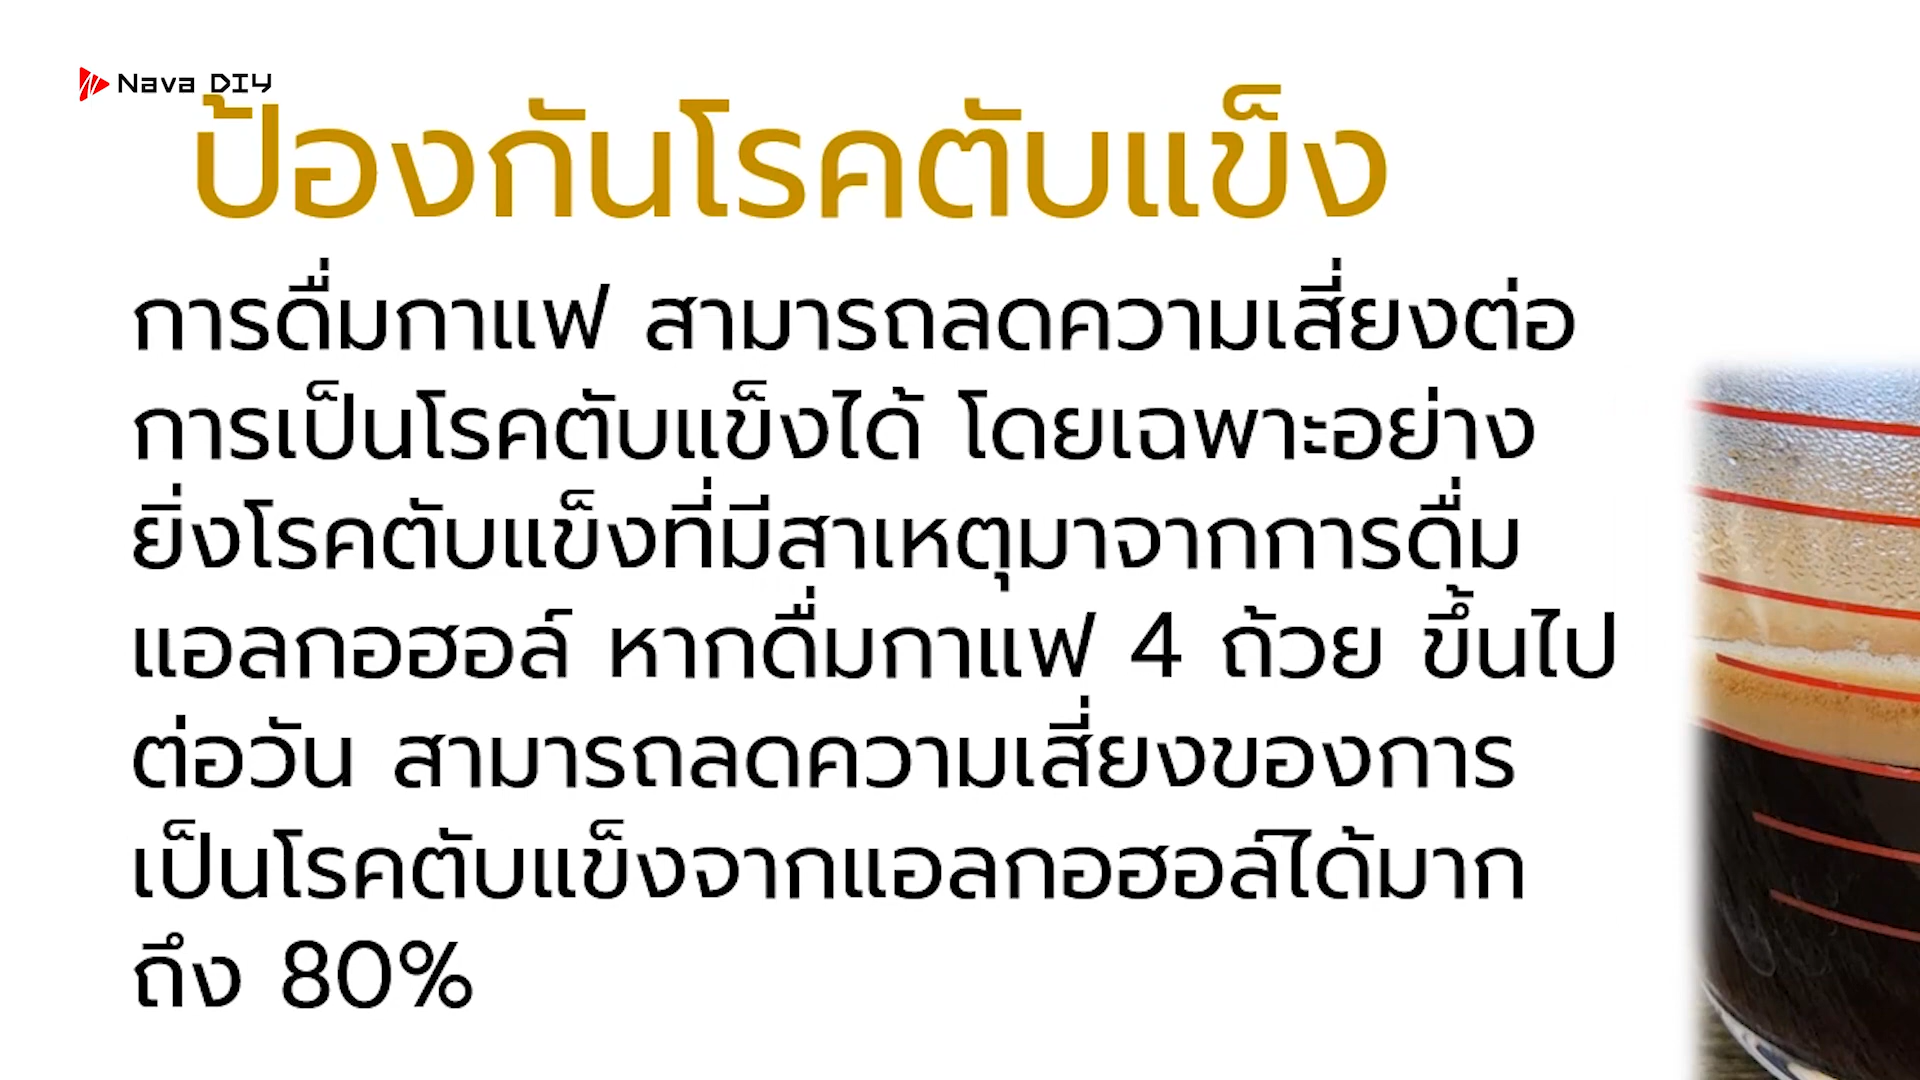 Nava DIY
ป้องกันโรคตับแข็ง
การดื่มกาแฟ สามารถลดความเสี่ยงต่อ
การเป็นโรคตับแข็งได้ โดยเฉพาะอย่าง
ยิ่งโรคตับแข็งที่มีสาเหตุมาจากการดื่ม
แอลกอฮอล์ หากดื่มกาแฟ 4 ถ้วย ขึ้นไป
ต่อวัน สามารถลดความเสี่ยงของการ
เป็นโรคตับแข็งจากแอลกอฮอล์ได้มาก
ถึง 80%